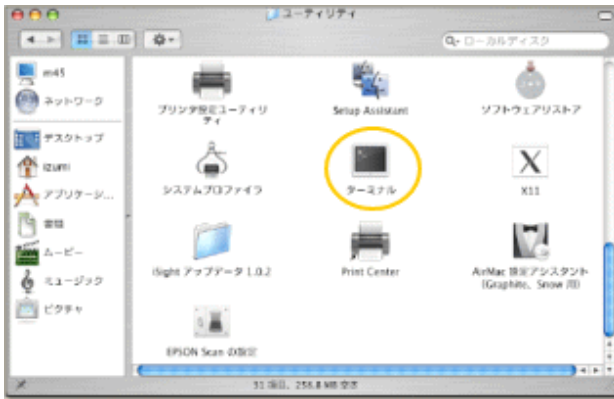 ユーティリティ
ローカルディスク
m45
ネットワーク
デスクトップ
izumi
アプリケーシ...
書類
ムービー
ミュージック
ピクチャ
プリンタ設定ユーティリ
ティ
Setup Assistant
ソフトウェアリストア
システムプロファイラ
ターミナル
X11
iSight アップデータ 1.0.2
Print Center
AirMac 設定アシスタント
(Graphite、Snow 用)
EPSON Scan の設定
31 項目、256.8 MB 空き